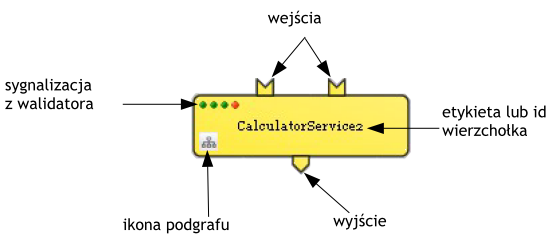 wejścia
sygnalizacja
z walidatora
CalculatorService2
etykieta lub id
wierzchołka
ikona podgrafu
wyjście